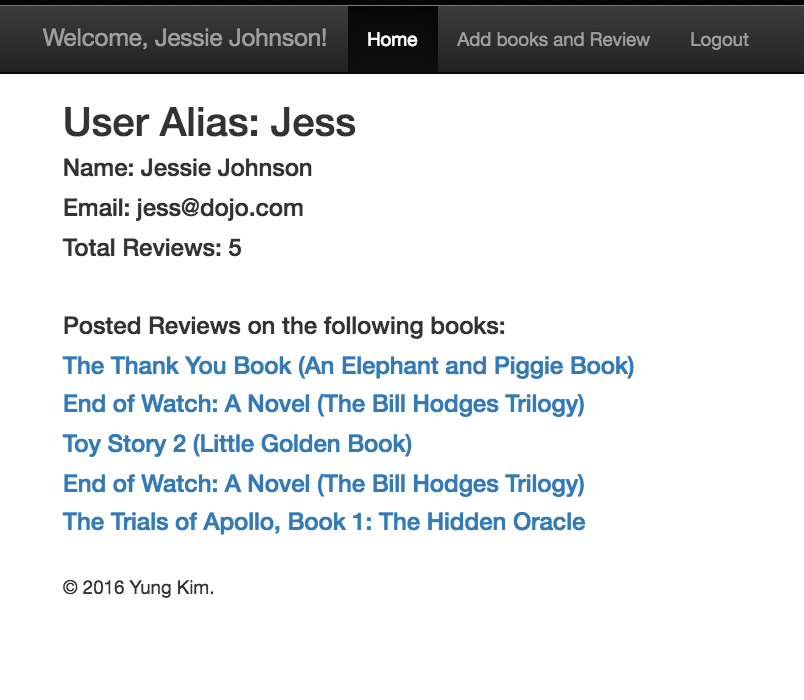 Welcome, Jessie Johnson! Home Add books and Review Logout
User Alias: Jess
Name: Jessie Johnson
Email: jess@dojo.com
Total Reviews: 5
Posted Reviews on the following books:
The Thank You Book (An Elephant and Piggie Book)
End of Watch: A Novel (The Bill Hodges Trilogy)
Toy Story 2 (Little Golden Book)
End of Watch: A Novel (The Bill Hodges Trilogy)
The Trials of Apollo, Book 1: The Hidden Oracle
© 2016 Yung Kim.